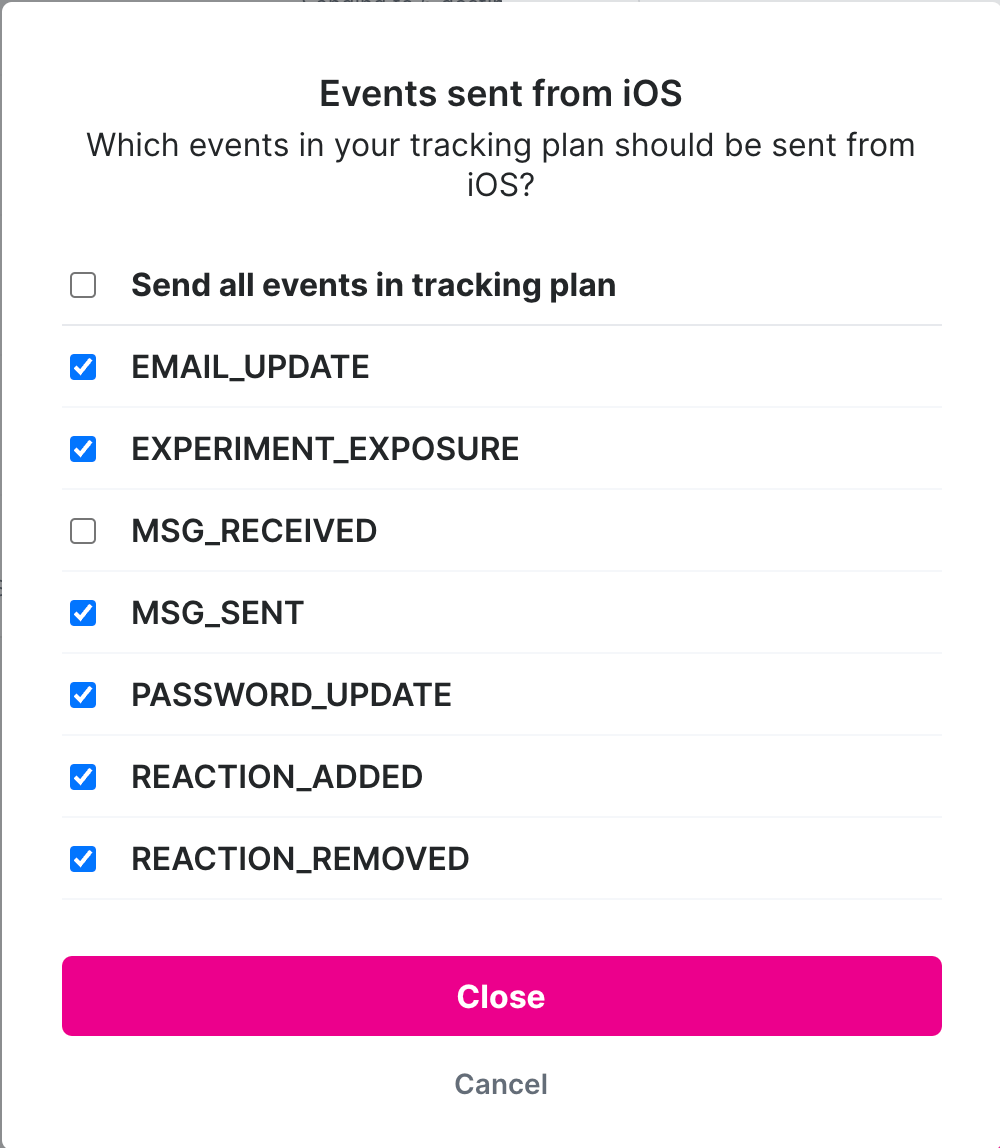 Events sent from iOS
Which events in your tracking plan should be sent from
iOS?
Send all events in tracking plan
EMAIL_UPDATE
EXPERIMENT_EXPOSURE
MSG_RECEIVED
MSG_SENT
PASSWORD_UPDATE
REACTION_ADDED
REACTION_REMOVED
Close
Cancel